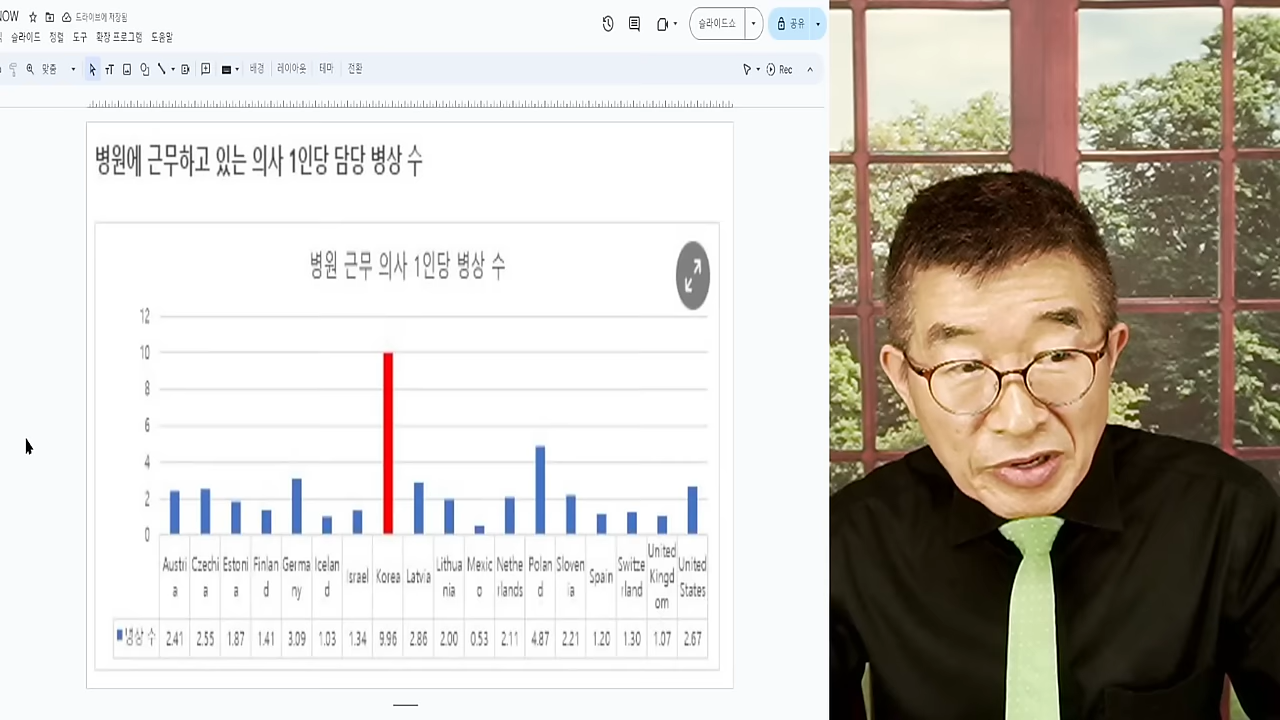 NOW 드라이브에 저장됨
슬라이드쇼 공유
슬라이드 정렬 도구 확장 프로그램 도움말
맞춤 배경 레이아웃 테마 전환 Rec
병원에 근무하고 있는 의사 1인당 담당 병상 수
병원 근무 의사 1인당 병상 수
12
10
8
6
4
2
0
Austria Czechia Estonia Finland Germany Iceland Israel Korea Latvia Lithuania Mexico Netherlands Poland Slovenia Spain Switzerland United Kingdom United States
병상 수 2.41 2.55 1.87 1.41 3.09 1.03 1.34 9.96 2.86 2.00 0.53 2.11 4.87 2.21 1.20 1.30 1.07 2.67